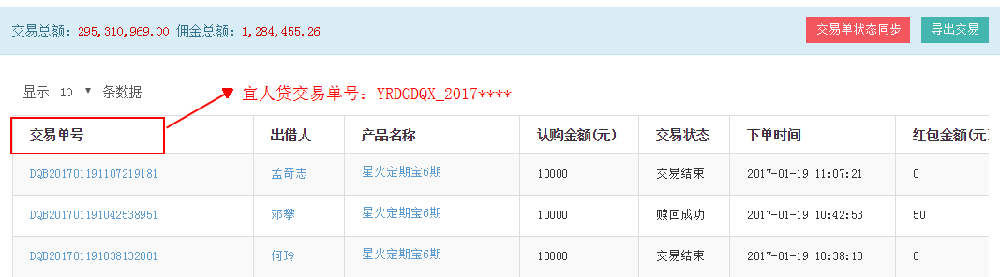 交易总额：295,310,969.00 佣金总额：1,284,455.26 交易单状态同步 导出交易
显示 10 条数据
宜人贷交易单号：YRDGDQX_2017****
交易单号 出借人 产品名称 认购金额(元) 交易状态 下单时间 红包金额(元
DQB201701191107219181 孟奇志 星火定期宝6期 10000 交易结束 2017-01-19 11:07:21 0
DQB201701191042538951 邓攀 星火定期宝6期 10000 赎回成功 2017-01-19 10:42:53 50
DQB201701191038132001 何玲 星火定期宝6期 13000 交易结束 2017-01-19 10:38:13 0